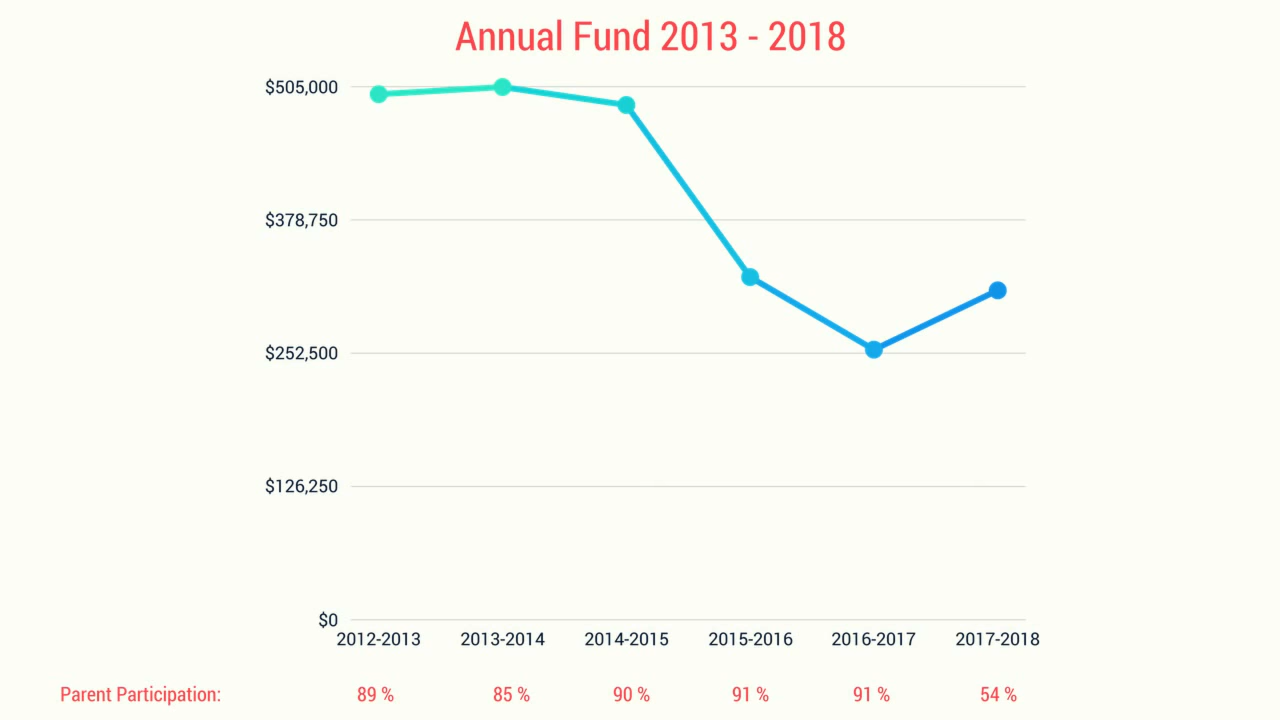 Annual Fund 2013 - 2018
$505,000
$378,750
$252,500
$126,250
$0
2012-2013 2013-2014 2014-2015 2015-2016 2016-2017 2017-2018
Parent Participation: 89 % 85 % 90 % 91 % 91 % 54 %